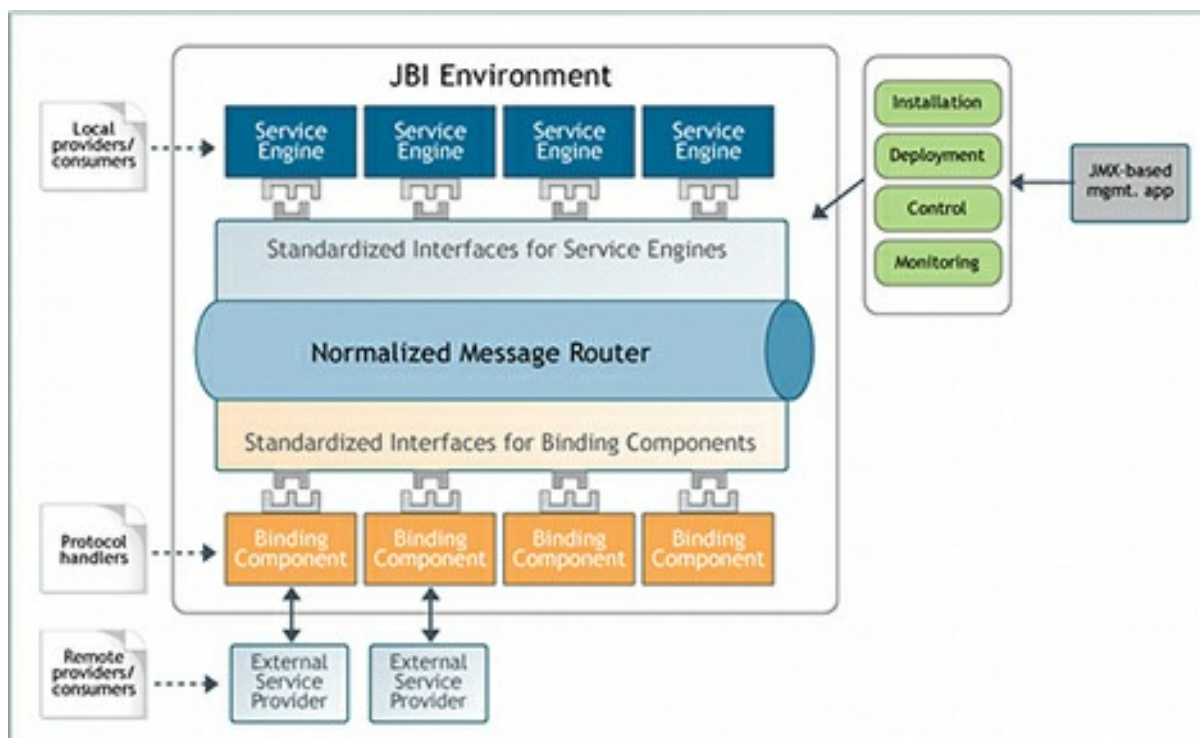 JBI Environment
Local
providers/
consumers
Service
Engine
Service
Engine
Service
Engine
Service
Engine
Installation
Deployment
Control
Monitoring
JMX-based
mgmt. app
Standardized Interfaces for Service Engines
Normalized Message Router
Standardized Interfaces for Binding Components
Protocol
handlers
Binding
Component
Binding
Component
Binding
Component
Binding
Component
Remote
providers/
consumers
External
Service
Provider
External
Service
Provider